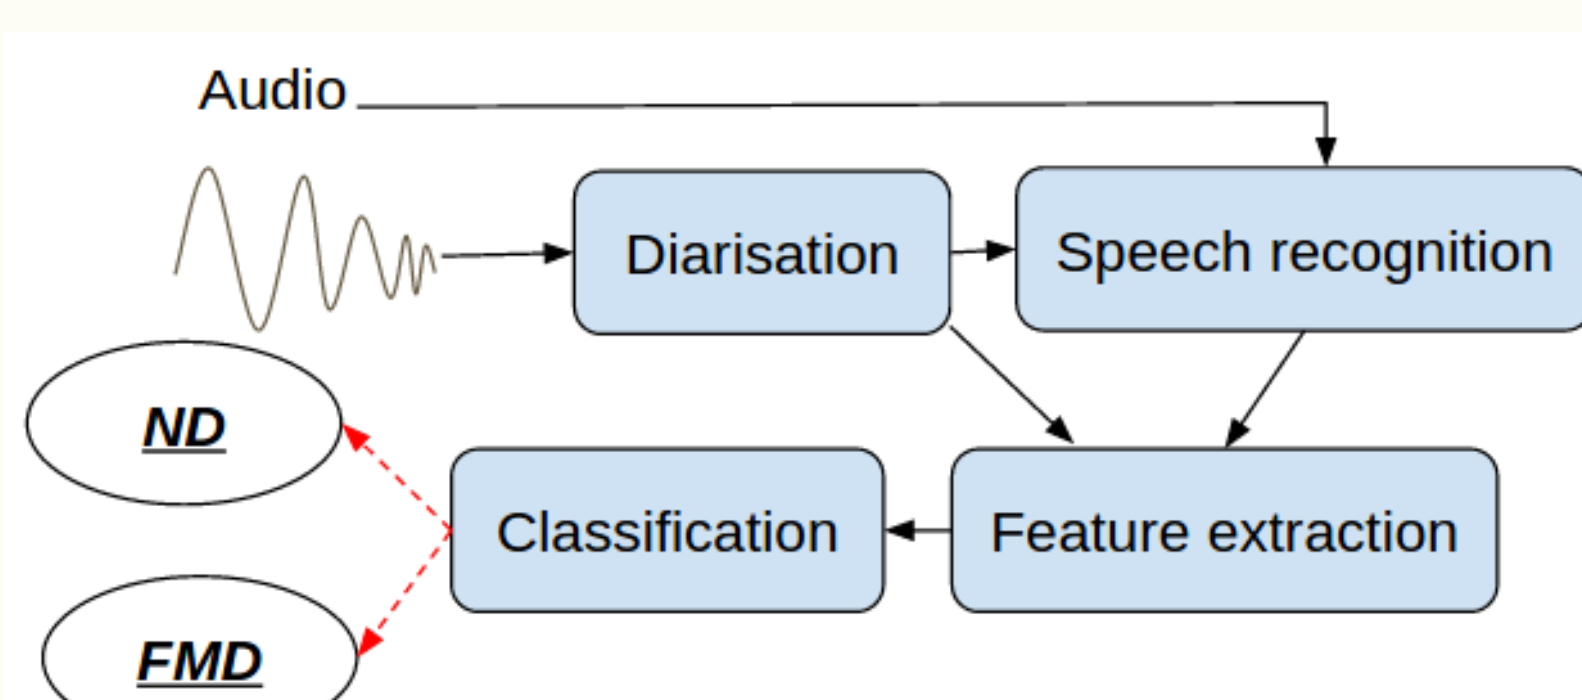 Audio
Diarisation
Speech recognition
ND
Classification
Feature extraction
FMD